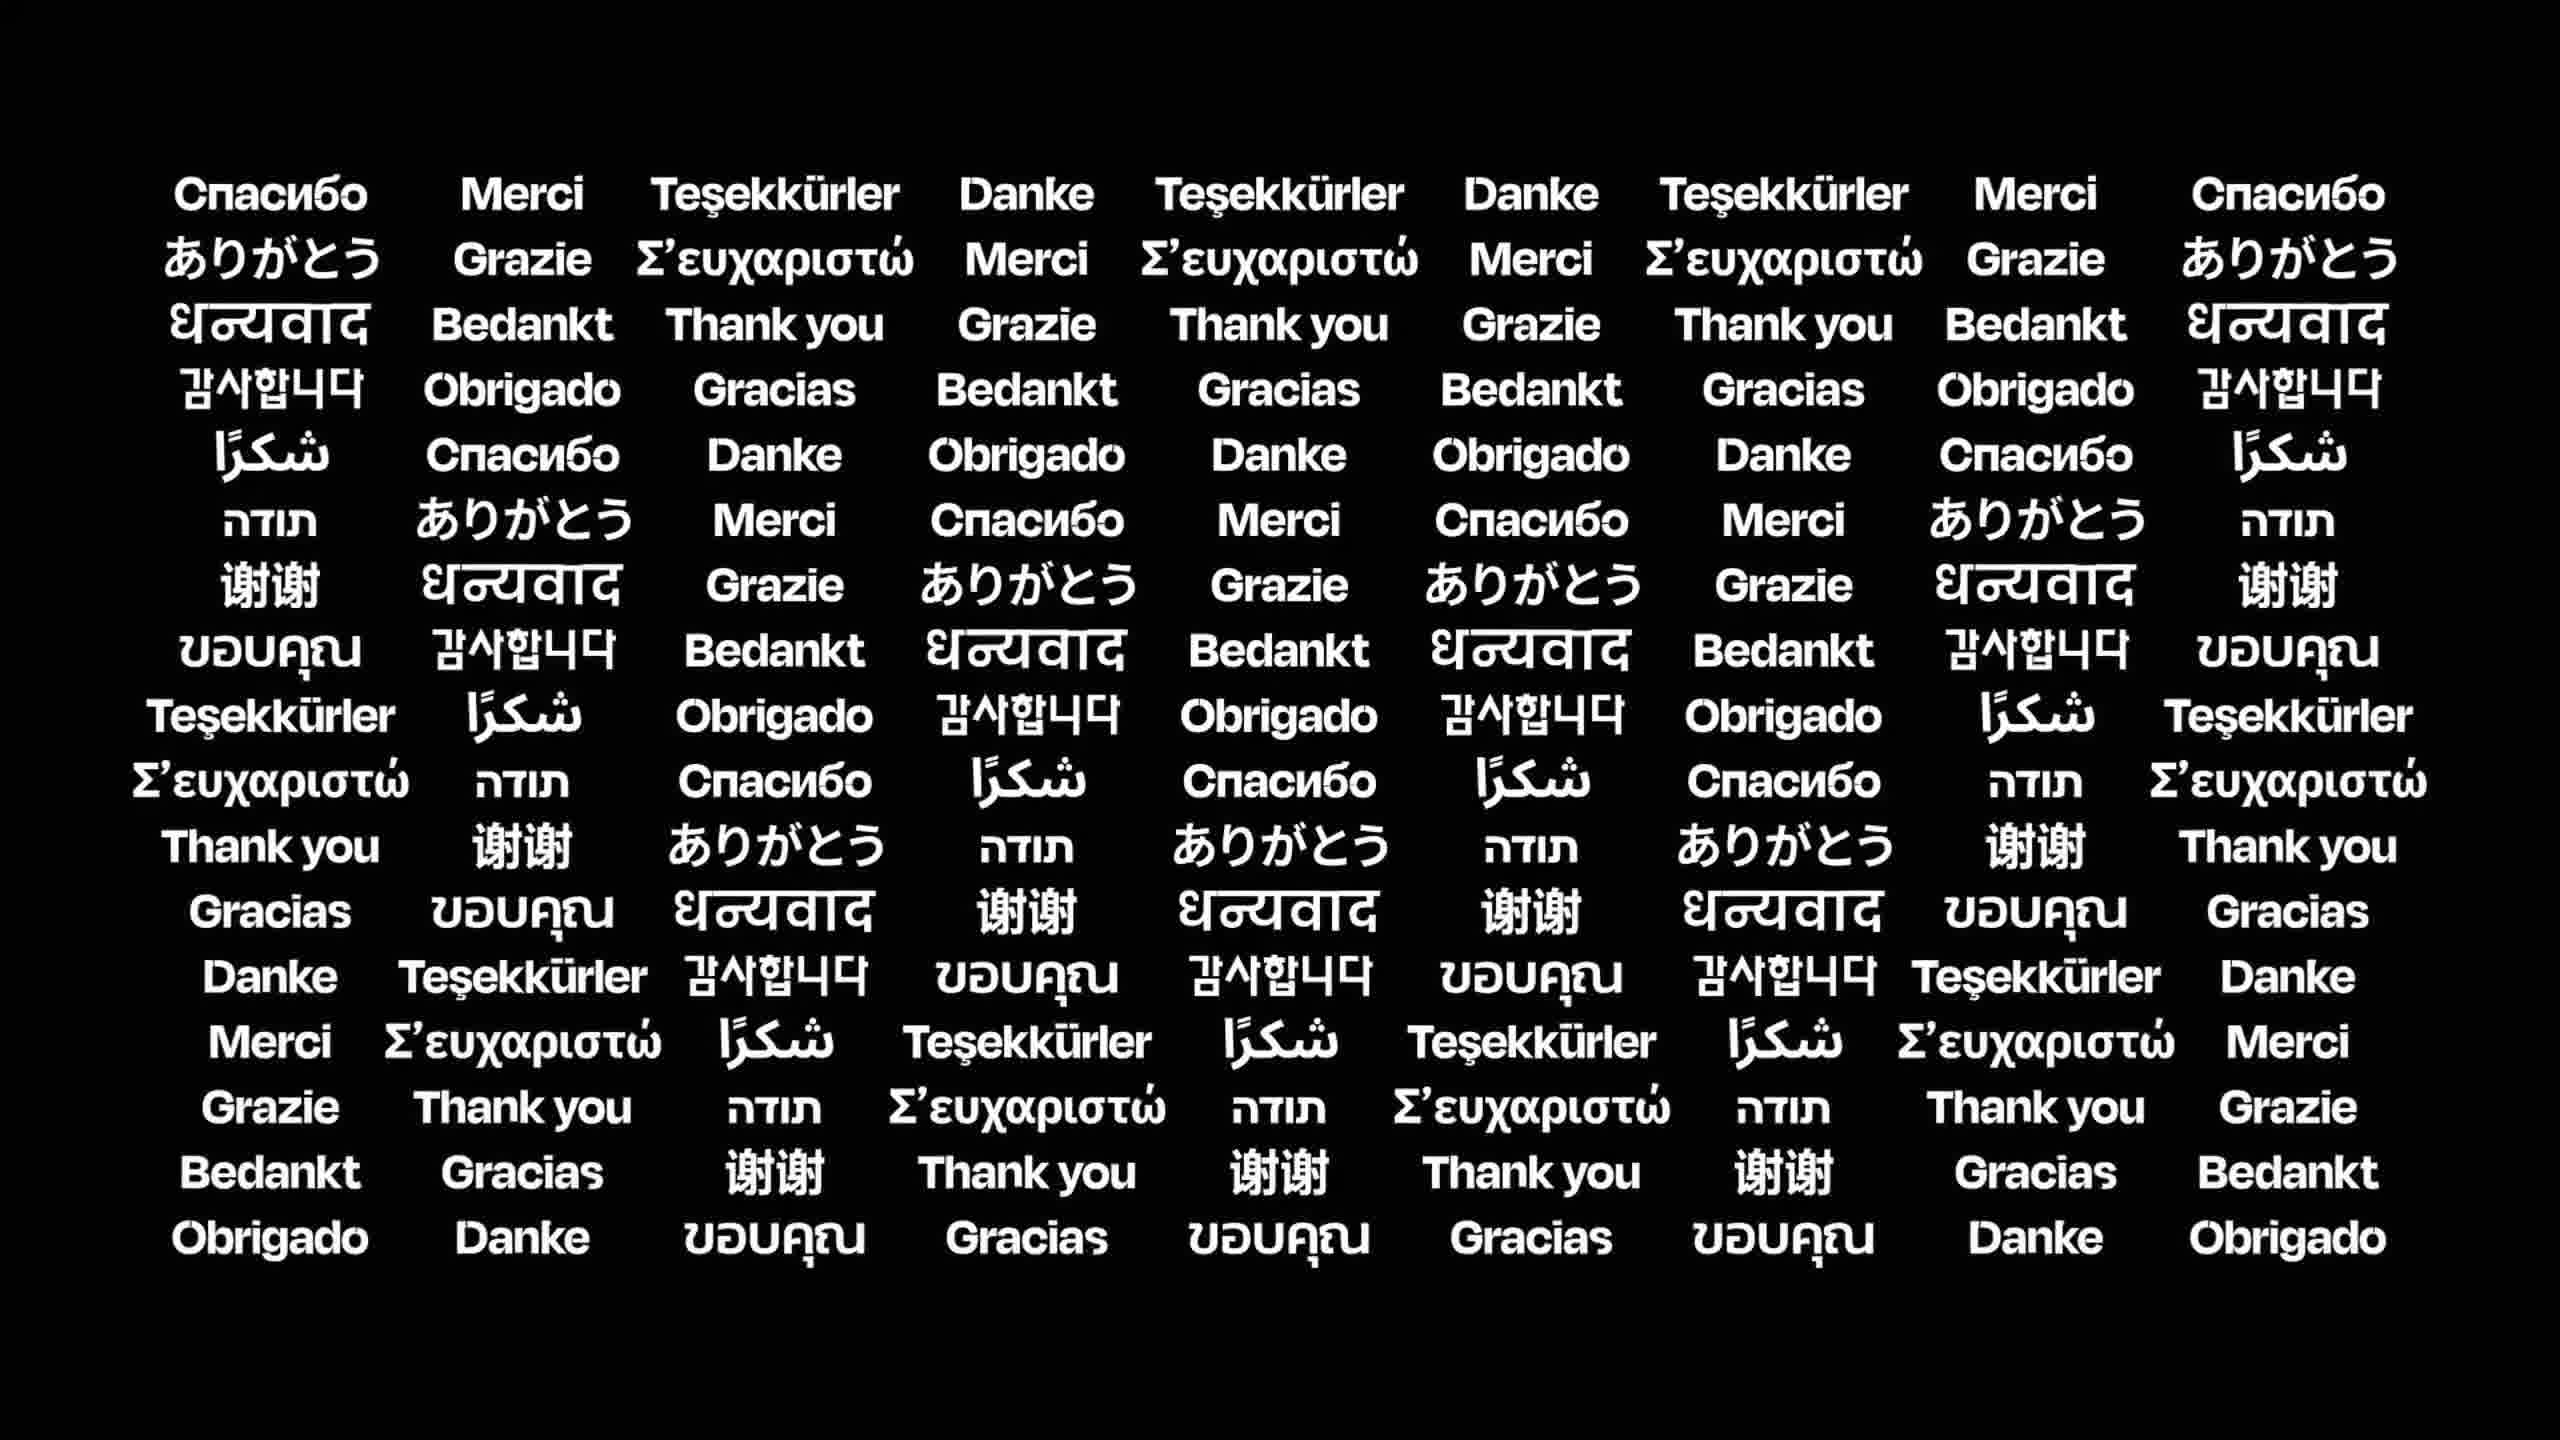 Спасибо Merci Teşekkürler Danke Teşekkürler Danke Teşekkürler Merci Спасибо
ありがとう Grazie Σ’ευχαριστώ Merci Σ’ευχαριστώ Merci Σ’ευχαριστώ Grazie ありがとう
धन्यवाद Bedankt Thank you Grazie Thank you Grazie Thank you Bedankt धन्यवाद
감사합니다 Obrigado Gracias Bedankt Gracias Bedankt Gracias Obrigado 감사합니다
شكرًا Спасибо Danke Obrigado Danke Obrigado Danke Спасибо شكرًا
תודה ありがとう Merci Спасибо Merci Спасибо Merci ありがとう תודה
谢谢 धन्यवाद Grazie ありがとう Grazie ありがとう Grazie धन्यवाद 谢谢
ขอบคุณ 감사합니다 Bedankt धन्यवाद Bedankt धन्यवाद Bedankt 감사합니다 ขอบคุณ
Teşekkürler شكرًا Obrigado 감사합니다 Obrigado 감사합니다 Obrigado شكرًا Teşekkürler
Σ’ευχαριστώ תודה Спасибо شكرًا Спасибо شكرًا Спасибо תודה Σ’ευχαριστώ
Thank you 谢谢 ありがとう תודה ありがとう תודה ありがとう 谢谢 Thank you
Gracias ขอบคุณ धन्यवाद 谢谢 धन्यवाद 谢谢 धन्यवाद ขอบคุณ Gracias
Danke Teşekkürler 감사합니다 ขอบคุณ 감사합니다 ขอบคุณ 감사합니다 Teşekkürler Danke
Merci Σ’ευχαριστώ شكرًا Teşekkürler شكرًا Teşekkürler شكرًا Σ’ευχαριστώ Merci
Grazie Thank you תודה Σ’ευχαριστώ תודה Σ’ευχαριστώ תודה Thank you Grazie
Bedankt Gracias 谢谢 Thank you 谢谢 Thank you 谢谢 Gracias Bedankt
Obrigado Danke ขอบคุณ Gracias ขอบคุณ Gracias ขอบคุณ Danke Obrigado